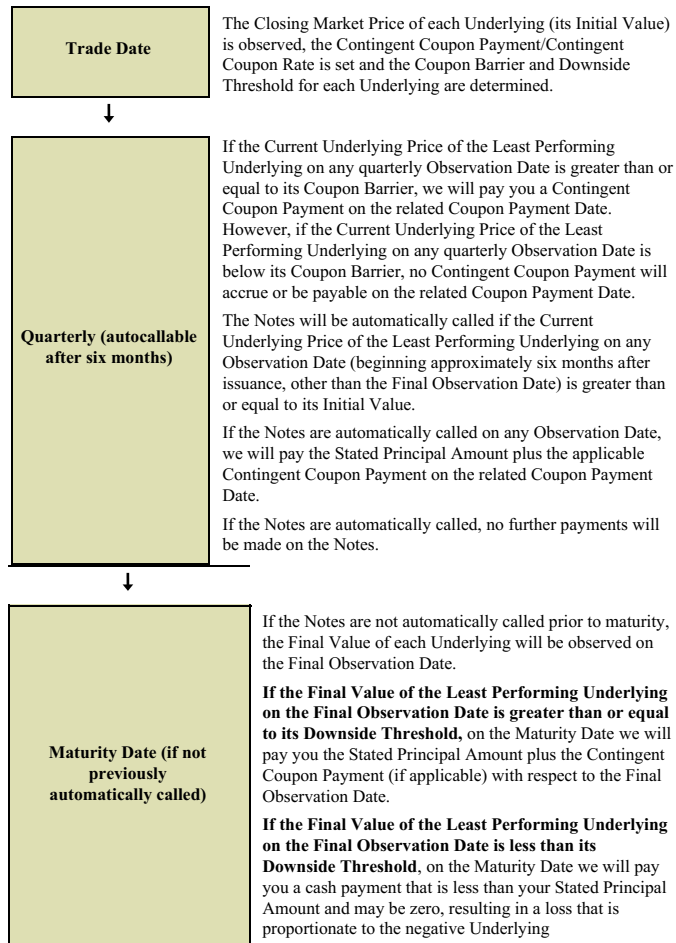 Trade Date
The Closing Market Price of each Underlying (its Initial Value)
is observed, the Contingent Coupon Payment/Contingent
Coupon Rate is set and the Coupon Barrier and Downside
Threshold for each Underlying are determined.
↓
Quarterly (autocallable
after six months)
If the Current Underlying Price of the Least Performing
Underlying on any quarterly Observation Date is greater than or
equal to its Coupon Barrier, we will pay you a Contingent
Coupon Payment on the related Coupon Payment Date.
However, if the Current Underlying Price of the Least
Performing Underlying on any quarterly Observation Date is
below its Coupon Barrier, no Contingent Coupon Payment will
accrue or be payable on the related Coupon Payment Date.
The Notes will be automatically called if the Current
Underlying Price of the Least Performing Underlying on any
Observation Date (beginning approximately six months after
issuance, other than the Final Observation Date) is greater than
or equal to its Initial Value.
If the Notes are automatically called on any Observation Date,
we will pay the Stated Principal Amount plus the applicable
Contingent Coupon Payment on the related Coupon Payment
Date.
If the Notes are automatically called, no further payments will
be made on the Notes.
↓
Maturity Date (if not
previously
automatically called)
If the Notes are not automatically called prior to maturity,
the Final Value of each Underlying will be observed on
the Final Observation Date.
If the Final Value of the Least Performing Underlying
on the Final Observation Date is greater than or equal
to its Downside Threshold, on the Maturity Date we will
pay you the Stated Principal Amount plus the Contingent
Coupon Payment (if applicable) with respect to the Final
Observation Date.
If the Final Value of the Least Performing Underlying
on the Final Observation Date is less than its
Downside Threshold, on the Maturity Date we will pay
you a cash payment that is less than your Stated Principal
Amount and may be zero, resulting in a loss that is
proportionate to the negative Underlying